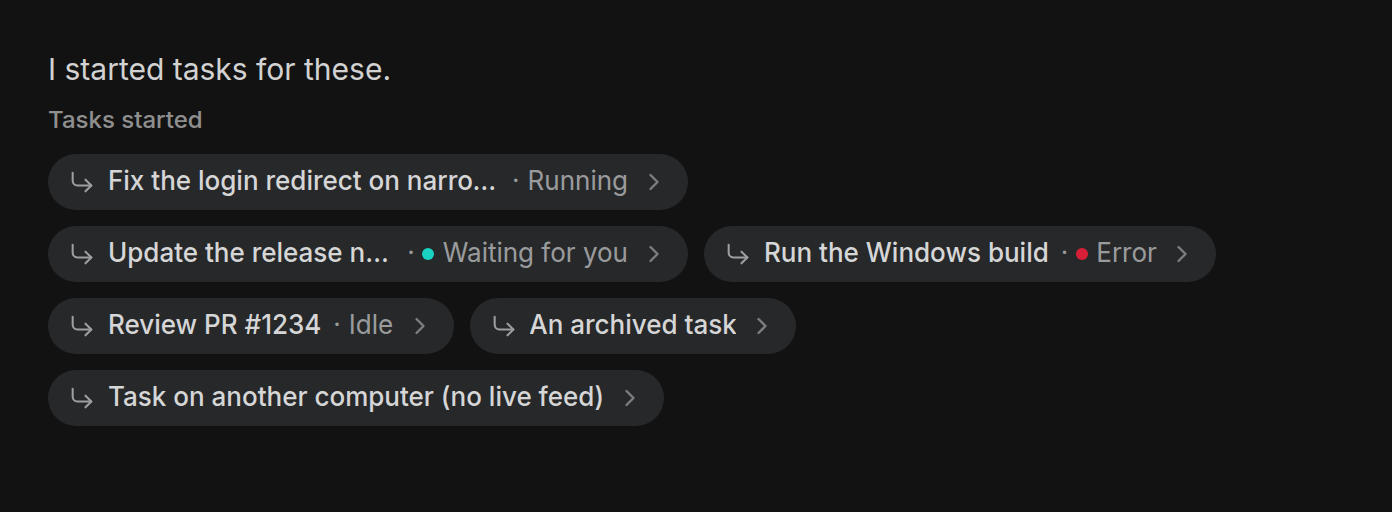 I started tasks for these.
Tasks started
Fix the login redirect on narro... · Running
Update the release n... · Waiting for you
Run the Windows build · Error
Review PR #1234 · Idle
An archived task
Task on another computer (no live feed)